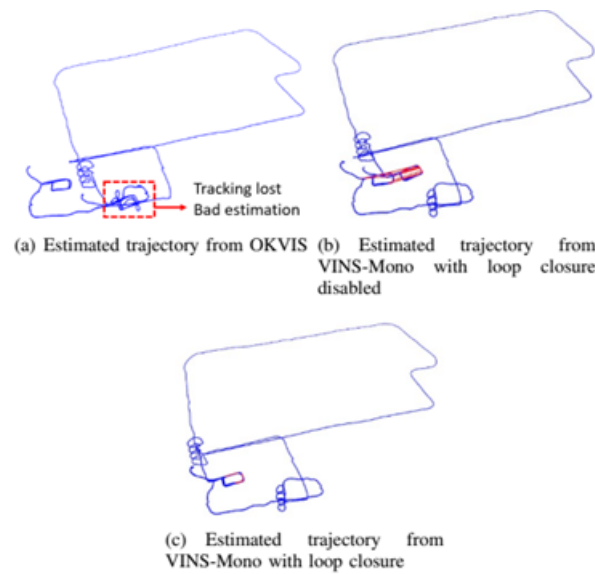 Tracking lost
Bad estimation
(a) Estimated trajectory from OKVIS
(b) Estimated trajectory from
VINS-Mono with loop closure
disabled
(c) Estimated trajectory from
VINS-Mono with loop closure